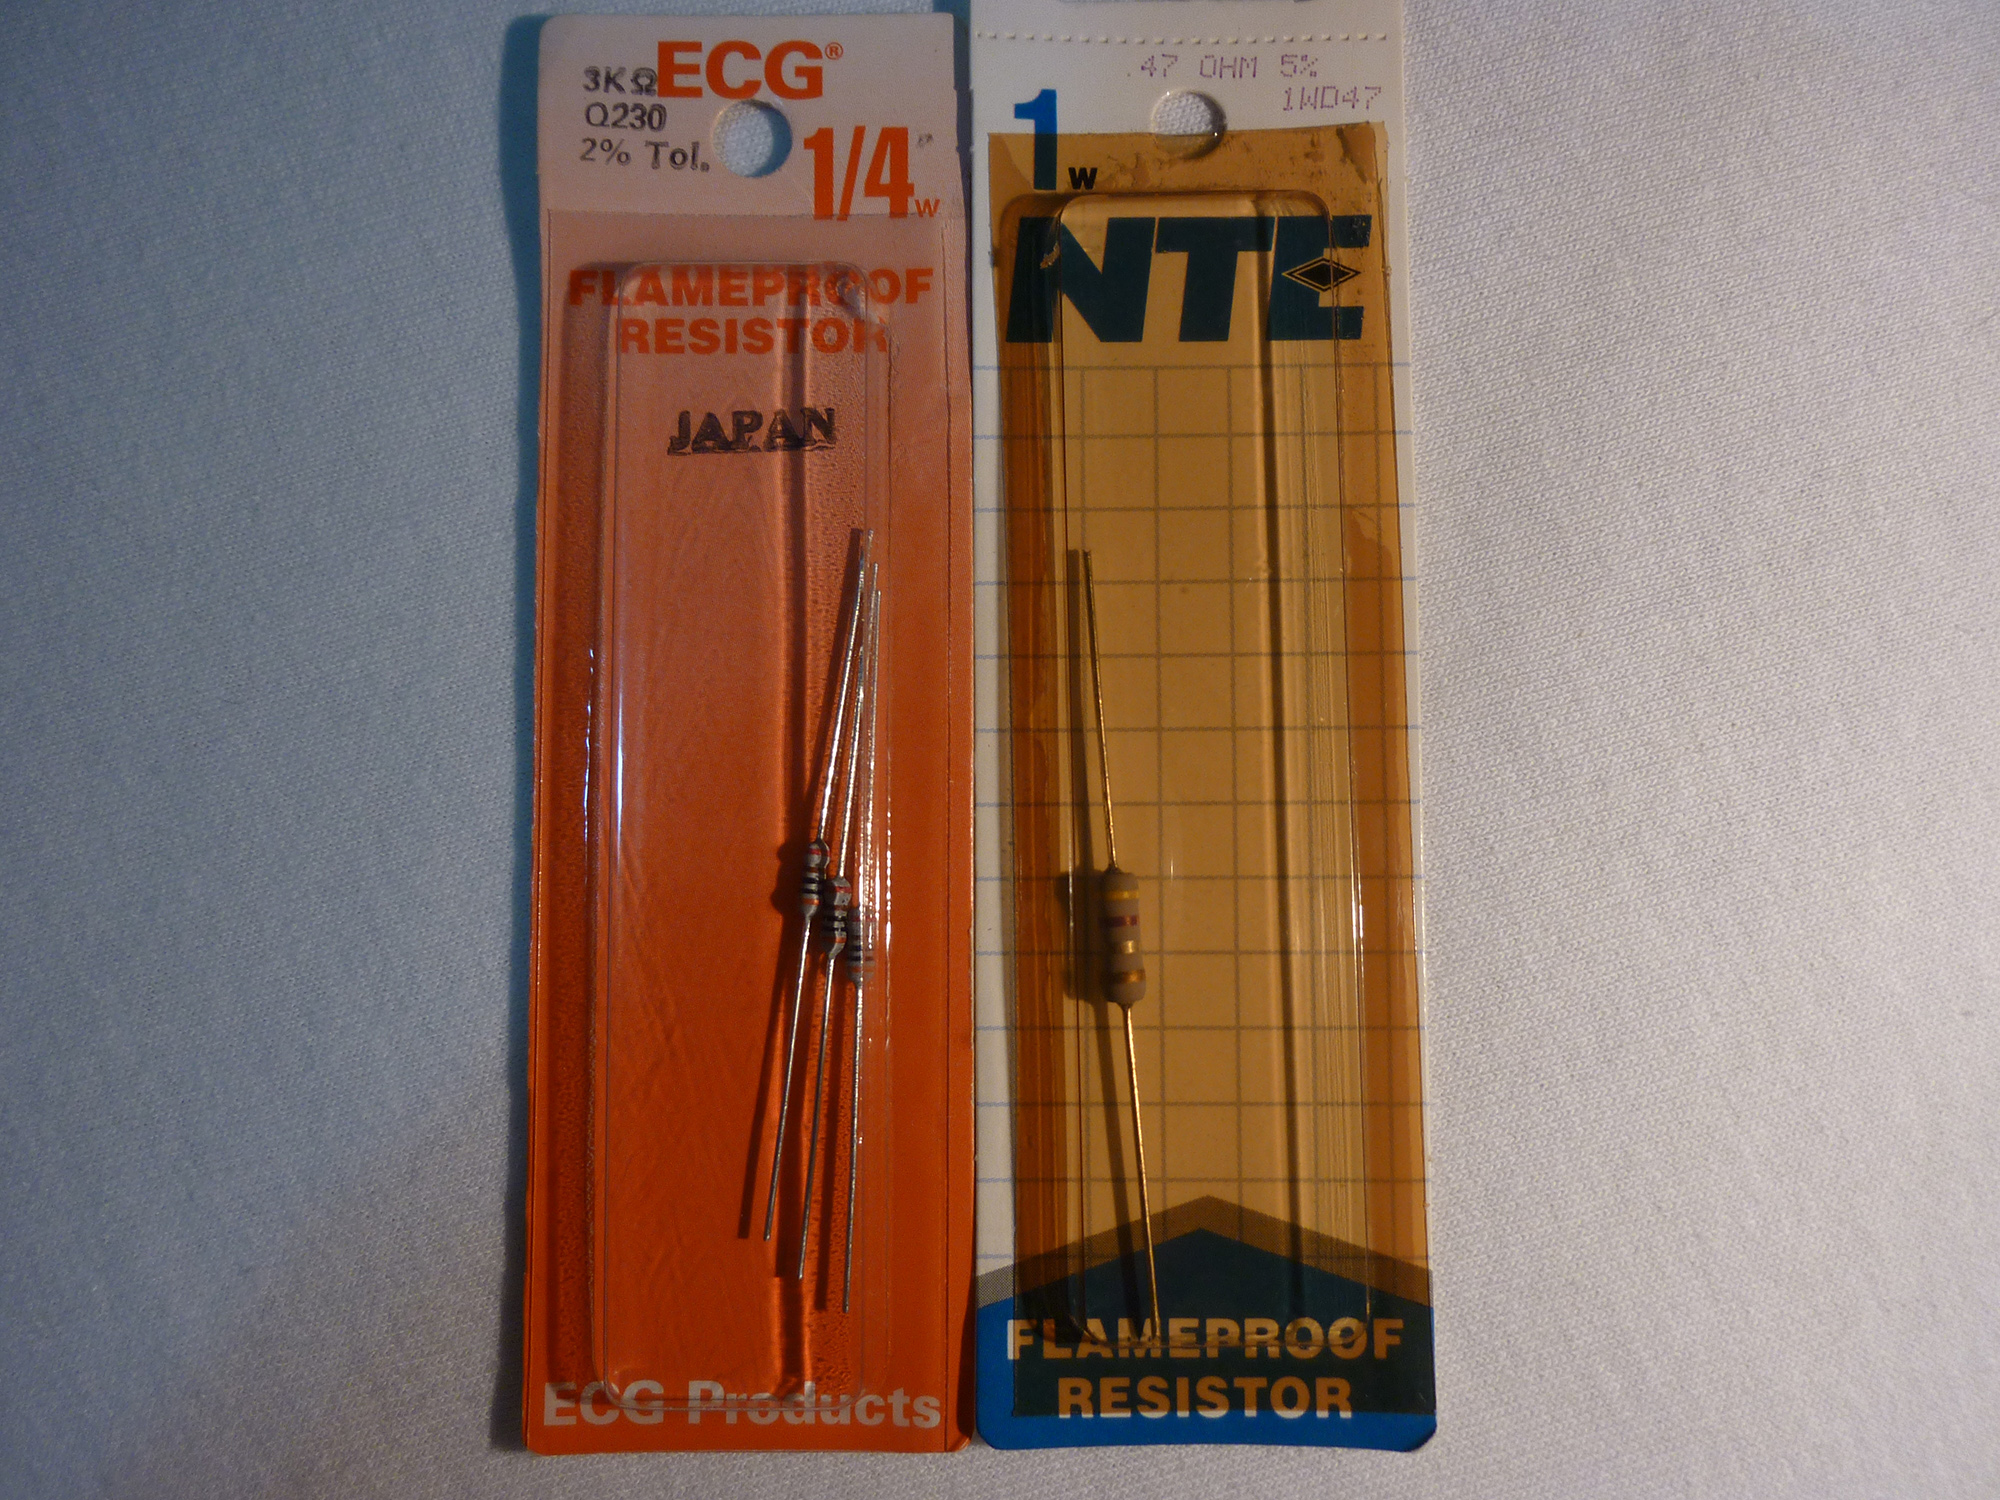 3KΩ ECG®
Q230
2% Tol.
1/4W
FLAMEPROOF
RESISTOR
JAPAN
ECG Products
.47 OHM 5%
1WD47
1W
NTE
FLAMEPROOF
RESISTOR